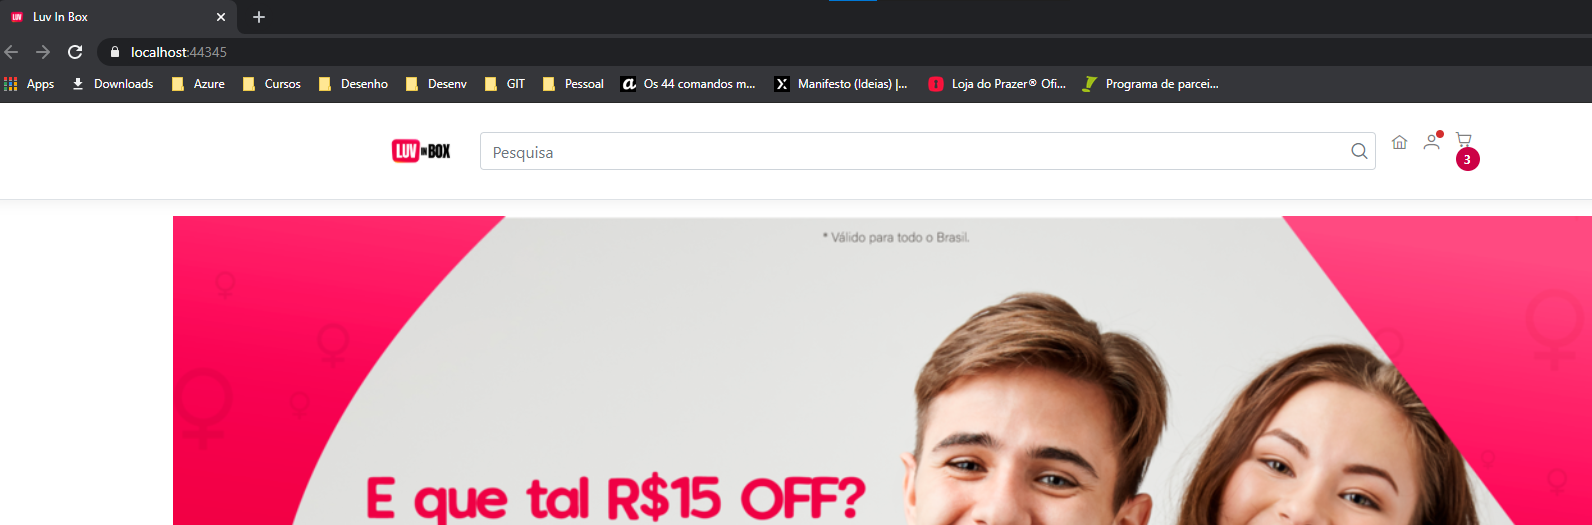 Luv In Box
localhost:44345
Apps Downloads Azure Cursos Desenho Desenv GIT Pessoal Os 44 comandos m... Manifesto (Ideias) |... Loja do Prazer® Ofi... Programa de parcei...
LUV IN BOX Pesquisa
3
* Válido para todo o Brasil.
E que tal R$15 OFF?